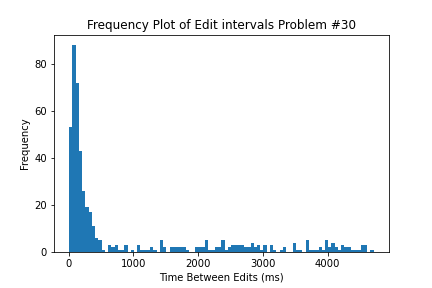 Frequency Plot of Edit intervals Problem #30
Frequency
80
60
40
20
0
0 1000 2000 3000 4000
Time Between Edits (ms)